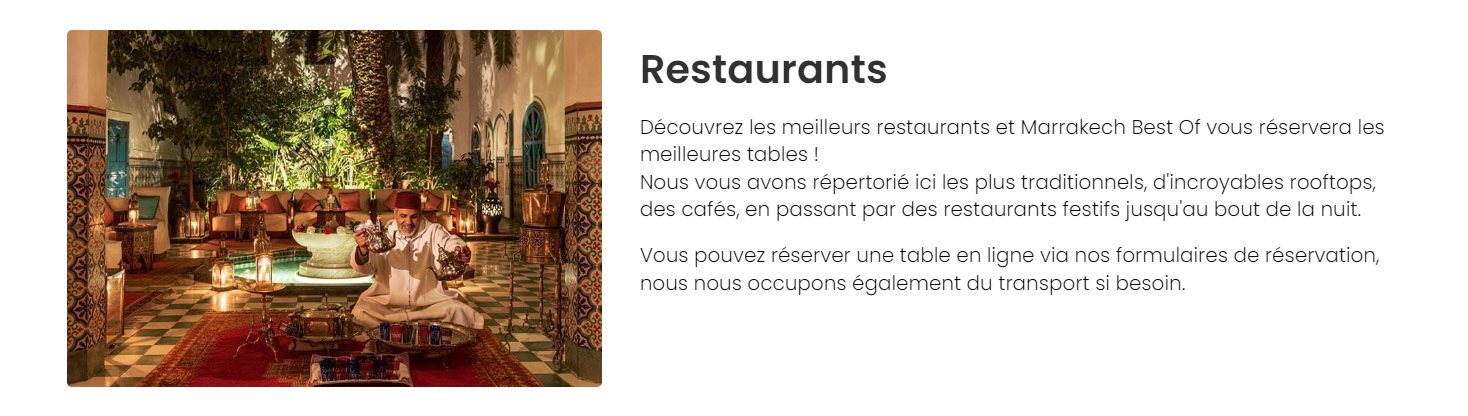 Restaurants
Découvrez les meilleurs restaurants et Marrakech Best Of vous réservera les
meilleures tables !
Nous vous avons répertorié ici les plus traditionnels, d'incroyables rooftops,
des cafés, en passant par des restaurants festifs jusqu'au bout de la nuit.
Vous pouvez réserver une table en ligne via nos formulaires de réservation,
nous nous occupons également du transport si besoin.